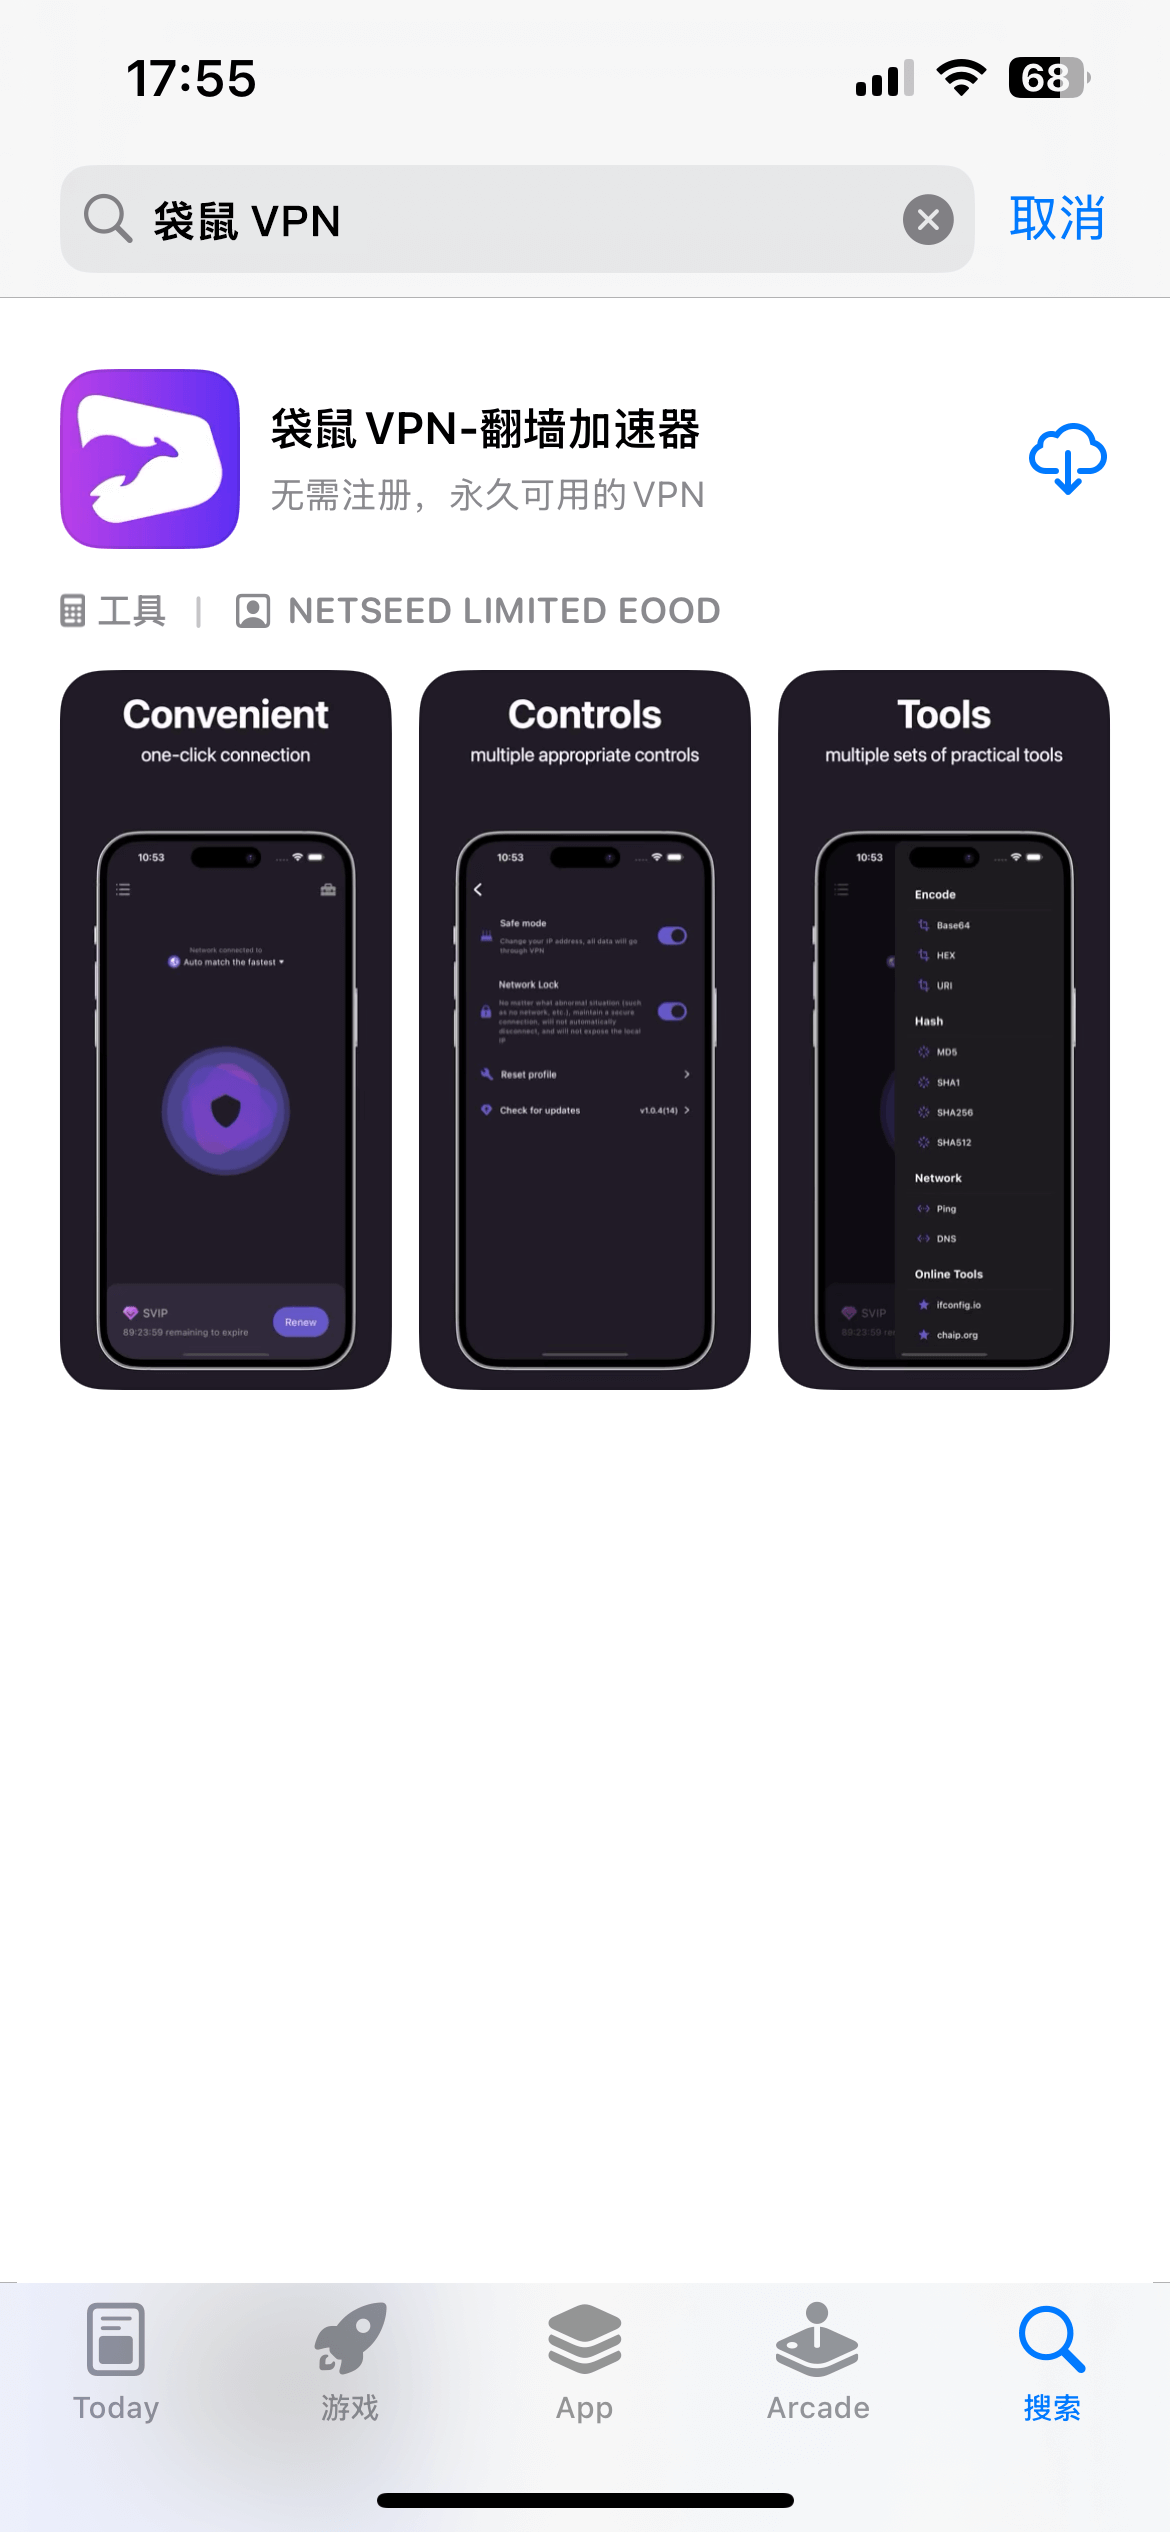 17:55
68
袋鼠 VPN
取消
袋鼠VPN-翻墙加速器
无需注册，永久可用的VPN
工具
NETSEED LIMITED EOOD
Convenient
one-click connection
10:53
Network connected to
Auto match the fastest
SVIP
89:23:59 remaining to expire
Renew
Controls
multiple appropriate controls
10:53
Safe mode
Change your IP address, all data will go
through VPN
Network Lock
No matter what abnormal situation (such
as no network, etc.), maintain a secure
connection, will not automatically
disconnect, and will not expose the local
IP
Reset profile
Check for updates
v1.0.4(14)
Tools
multiple sets of practical tools
10:53
Encode
Base64
HEX
URI
Hash
MD5
SHA1
SHA256
SHA512
Network
Ping
DNS
Online Tools
ifconfig.io
chaip.org
SVIP
89:23:59 re
Today
游戏
App
Arcade
搜索